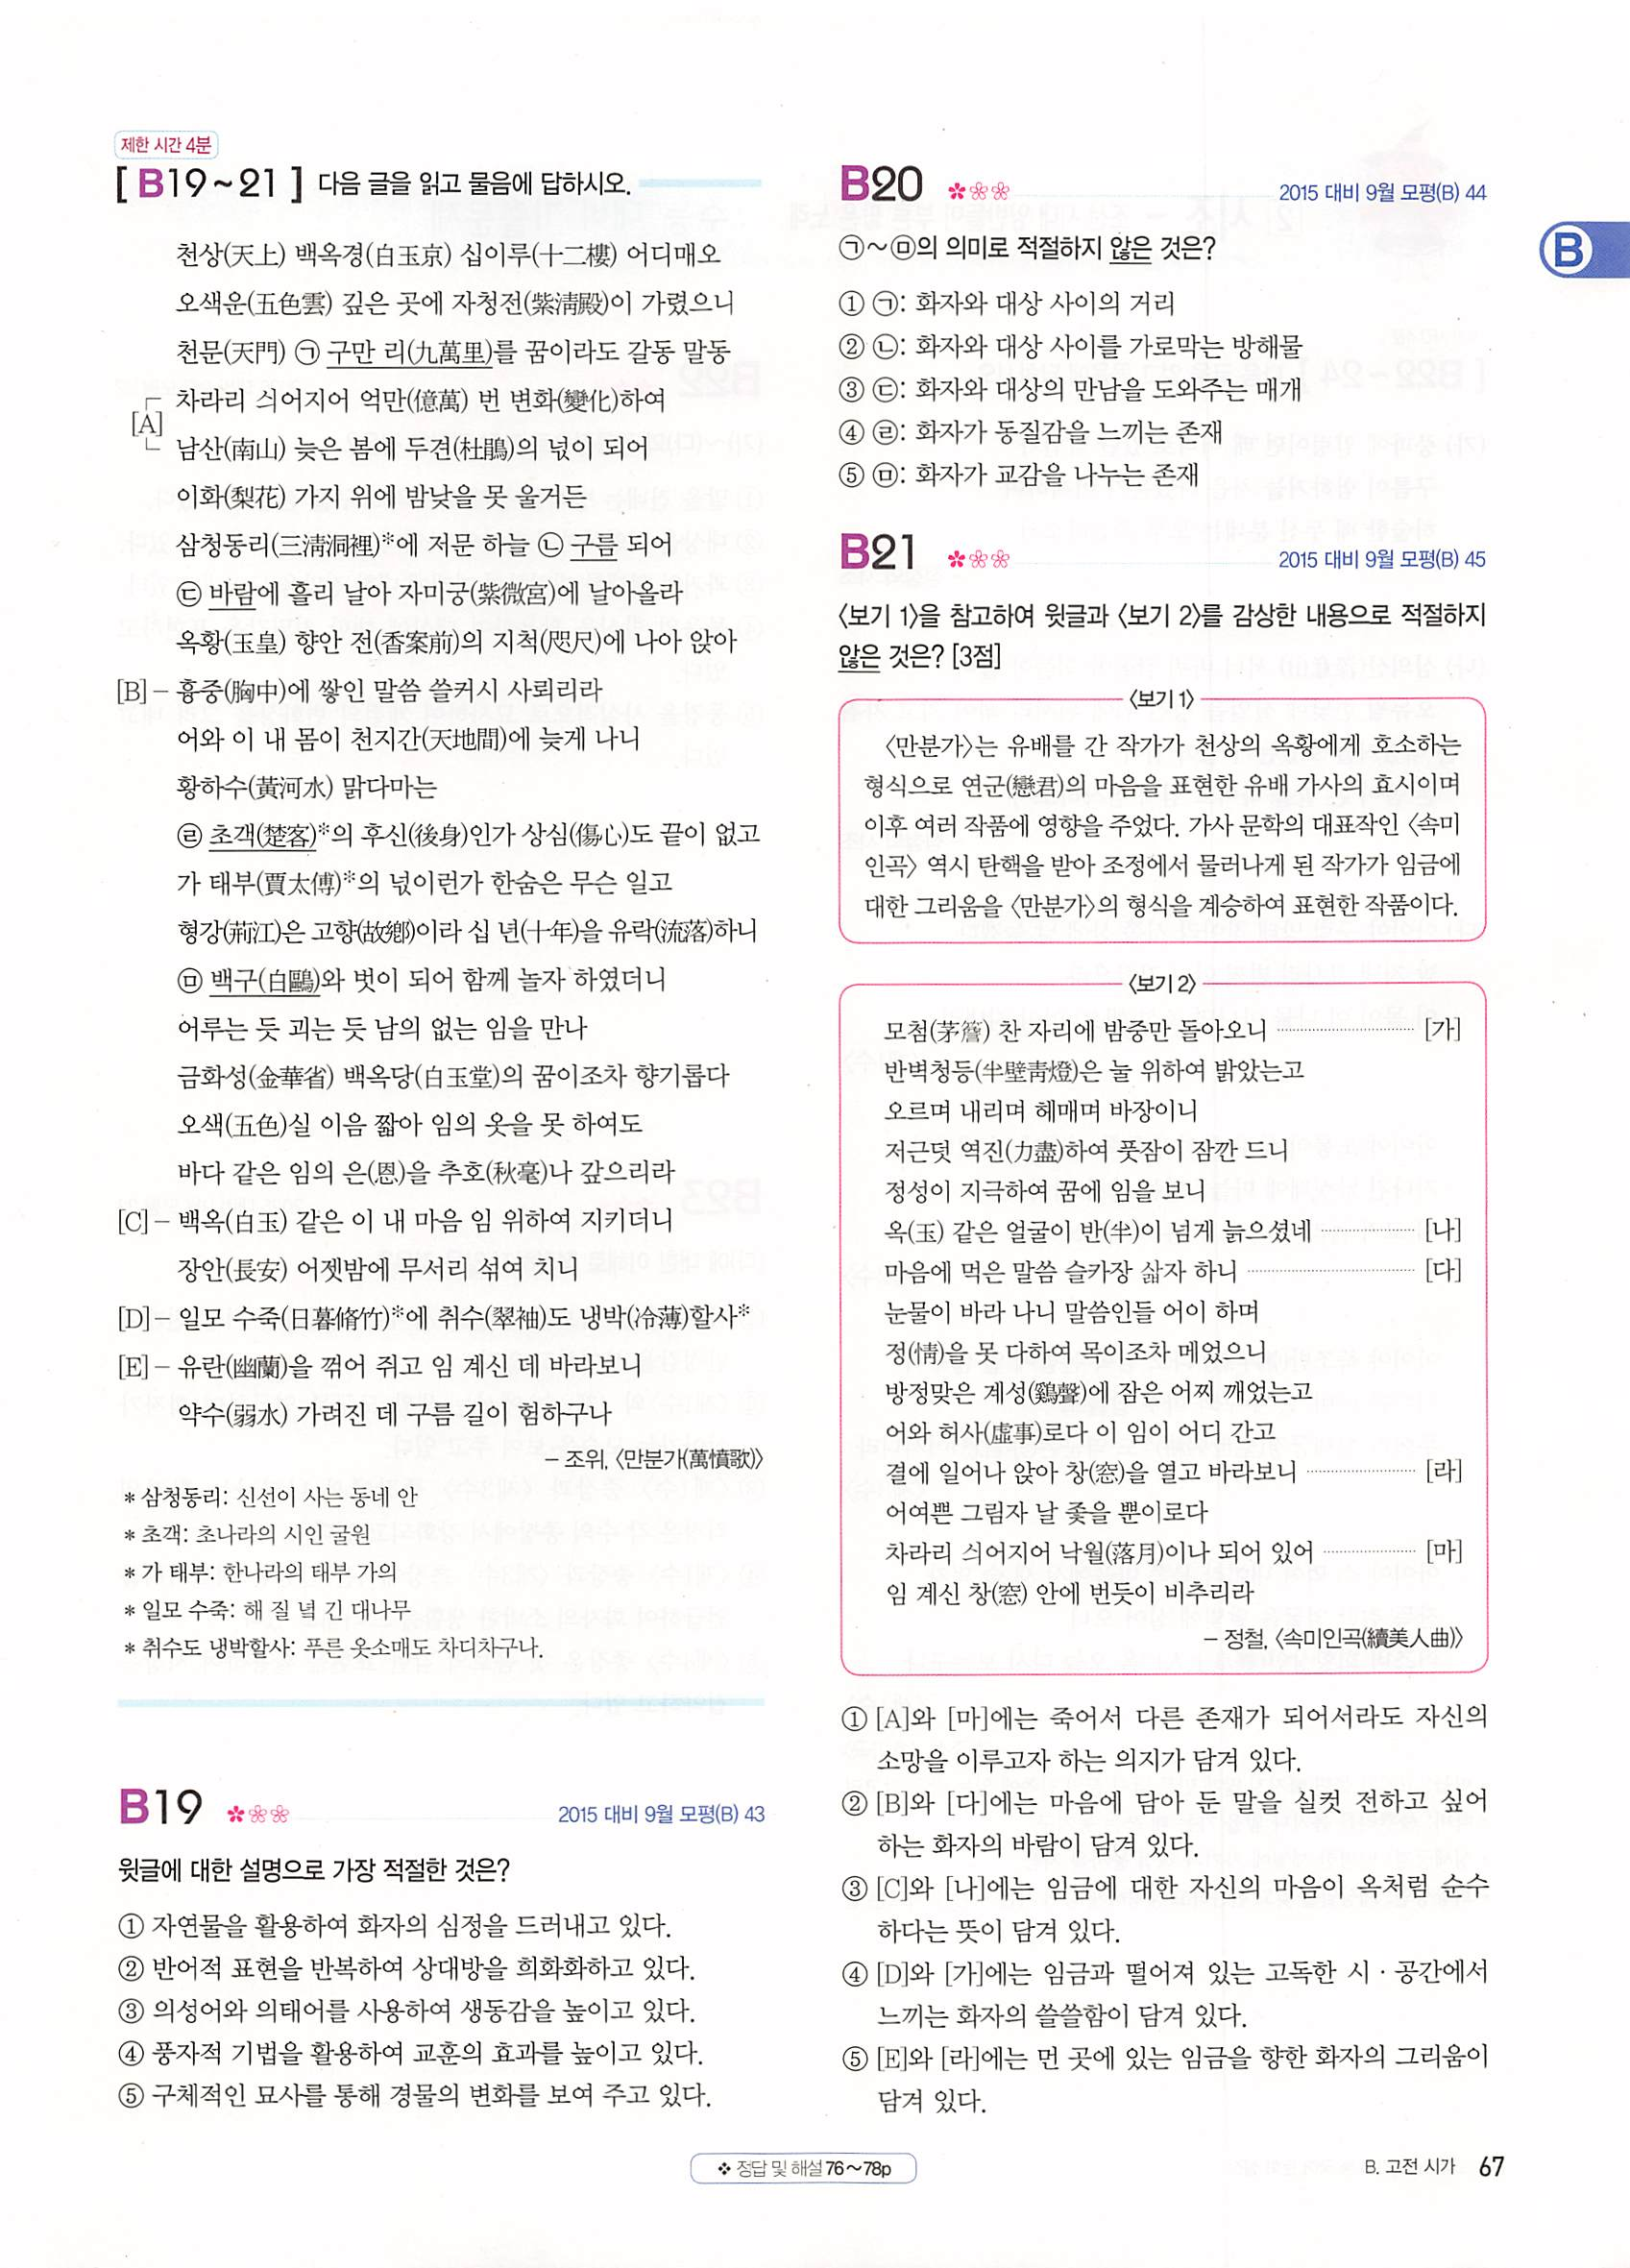 제한 시간 4분
[ B19~21 ] 다음 글을 읽고 물음에 답하시오.
천상(天上) 백옥경(白玉京) 십이루(十二樓) 어디매오
오색운(五色雲) 깊은 곳에 자청전(紫淸殿)이 가렸으니
천문(天門) ㉠ 구만 리(九萬里)를 꿈이라도 갈동 말동
[A] 차라리 싀어지어 억만(億萬) 번 변화(變化)하여
남산(南山) 늦은 봄에 두견(杜鵑)의 넋이 되어
이화(梨花) 가지 위에 밤낮을 못 울거든
삼청동리(三淸洞裡)*에 저문 하늘 ㉡ 구름 되어
㉢ 바람에 흘리 날아 자미궁(紫微宮)에 날아올라
옥황(玉皇) 향안 전(香案前)의 지척(咫尺)에 나아 앉아
[B] – 흉중(胸中)에 쌓인 말씀 쓸커시 사뢰리라
어와 이 내 몸이 천지간(天地間)에 늦게 나니
황하수(黃河水) 맑다마는
㉣ 초객(楚客)*의 후신(後身)인가 상심(傷心)도 끝이 없고
가 태부(賈太傅)*의 넋이런가 한숨은 무슨 일고
형강(荊江)은 고향(故鄕)이라 십 년(十年)을 유락(流落)하니
㉤ 백구(白鷗)와 벗이 되어 함께 놀자 하였더니
어루는 듯 괴는 듯 남의 없는 임을 만나
금화성(金華省) 백옥당(白玉堂)의 꿈이조차 향기롭다
오색(五色)실 이음 짧아 임의 옷을 못 하여도
바다 같은 임의 은(恩)을 추호(秋毫)나 갚으리라
[C] – 백옥(白玉) 같은 이 내 마음 임 위하여 지키더니
장안(長安) 어젯밤에 무서리 섞여 치니
[D] – 일모 수죽(日暮脩竹)*에 취수(翠袖)도 냉박(冷薄)할사*
[E] – 유란(幽蘭)을 꺾어 쥐고 임 계신 데 바라보니
약수(弱水) 가려진 데 구름 길이 험하구나
– 조위, 〈만분가(萬憤歌)〉
* 삼청동리: 신선이 사는 동네 안
* 초객: 초나라의 시인 굴원
* 가 태부: 한나라의 태부 가의
* 일모 수죽: 해 질 녘 긴 대나무
* 취수도 냉박할사: 푸른 옷소매도 차디차구나.
B19 2015 대비 9월 모평(B) 43
윗글에 대한 설명으로 가장 적절한 것은?
① 자연물을 활용하여 화자의 심정을 드러내고 있다.
② 반어적 표현을 반복하여 상대방을 희화화하고 있다.
③ 의성어와 의태어를 사용하여 생동감을 높이고 있다.
④ 풍자적 기법을 활용하여 교훈의 효과를 높이고 있다.
⑤ 구체적인 묘사를 통해 경물의 변화를 보여 주고 있다.
B20 2015 대비 9월 모평(B) 44
㉠~㉤의 의미로 적절하지 않은 것은?
① ㉠: 화자와 대상 사이의 거리
② ㉡: 화자와 대상 사이를 가로막는 방해물
③ ㉢: 화자와 대상의 만남을 도와주는 매개
④ ㉣: 화자가 동질감을 느끼는 존재
⑤ ㉤: 화자가 교감을 나누는 존재
B21 2015 대비 9월 모평(B) 45
〈보기 1〉을 참고하여 윗글과 〈보기 2〉를 감상한 내용으로 적절하지
않은 것은? [3점]
〈보기 1〉
〈만분가〉는 유배를 간 작가가 천상의 옥황에게 호소하는
형식으로 연군(戀君)의 마음을 표현한 유배 가사의 효시이며
이후 여러 작품에 영향을 주었다. 가사 문학의 대표작인 〈속미
인곡〉 역시 탄핵을 받아 조정에서 물러나게 된 작가가 임금에
대한 그리움을 〈만분가〉의 형식을 계승하여 표현한 작품이다.
〈보기 2〉
모첨(茅簷) 찬 자리에 밤중만 돌아오니 [가]
반벽청등(半壁靑燈)은 눌 위하여 밝았는고
오르며 내리며 헤매며 바장이니
저근덧 역진(力盡)하여 풋잠이 잠깐 드니
정성이 지극하여 꿈에 임을 보니
옥(玉) 같은 얼굴이 반(半)이 넘게 늙으셨네 [나]
마음에 먹은 말씀 슬카장 삷자 하니 [다]
눈물이 바라 나니 말씀인들 어이 하며
정(情)을 못 다하여 목이조차 메었으니
방정맞은 계성(鷄聲)에 잠은 어찌 깨었는고
어와 허사(虛事)로다 이 임이 어디 간고
결에 일어나 앉아 창(窓)을 열고 바라보니 [라]
어여쁜 그림자 날 좇을 뿐이로다
차라리 싀어지어 낙월(落月)이나 되어 있어 [마]
임 계신 창(窓) 안에 번듯이 비추리라
– 정철, 〈속미인곡(續美人曲)〉
① [A]와 [마]에는 죽어서 다른 존재가 되어서라도 자신의
소망을 이루고자 하는 의지가 담겨 있다.
② [B]와 [다]에는 마음에 담아 둔 말을 실컷 전하고 싶어
하는 화자의 바람이 담겨 있다.
③ [C]와 [나]에는 임금에 대한 자신의 마음이 옥처럼 순수
하다는 뜻이 담겨 있다.
④ [D]와 [가]에는 임금과 떨어져 있는 고독한 시·공간에서
느끼는 화자의 쓸쓸함이 담겨 있다.
⑤ [E]와 [라]에는 먼 곳에 있는 임금을 향한 화자의 그리움이
담겨 있다.
B
❖ 정답 및 해설 76~78p
B. 고전 시가 67